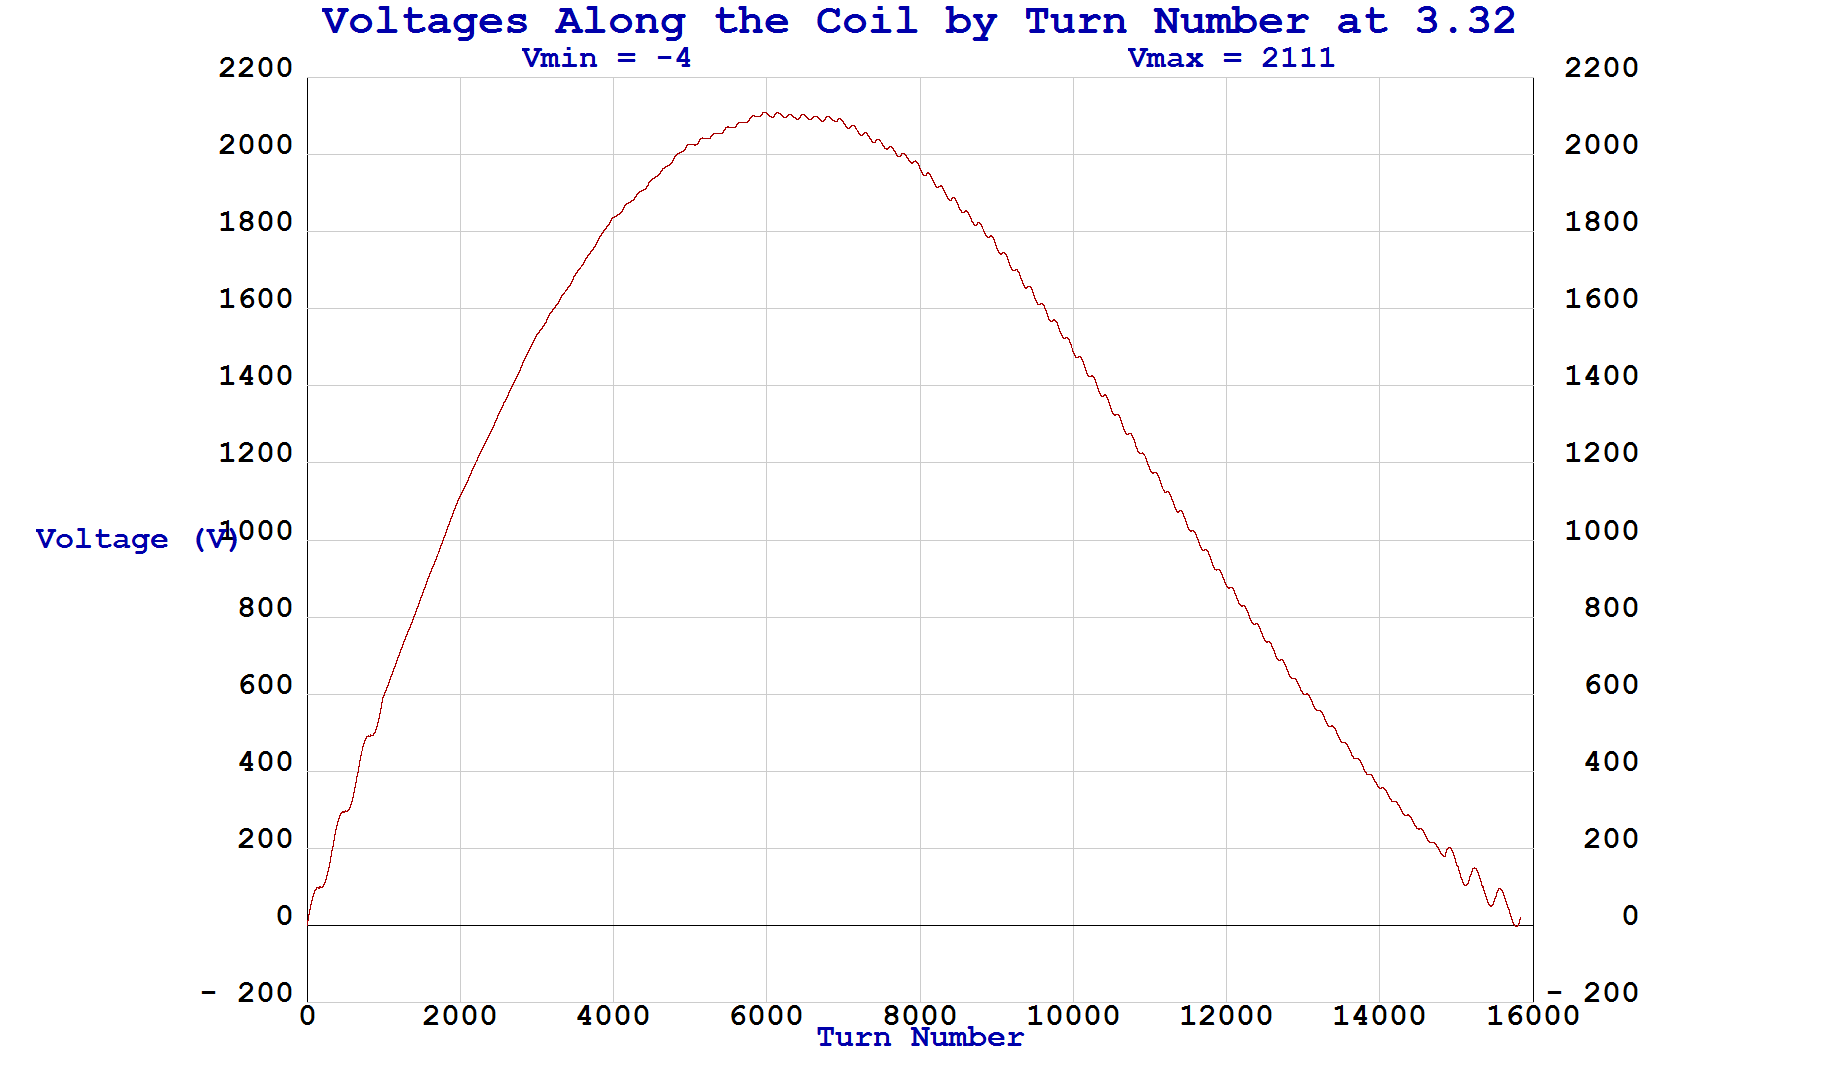 Voltages Along the Coil by Turn Number at 3.32
Vmin = -4 Vmax = 2111
2200 2200
2000 2000
1800 1800
1600 1600
1400 1400
1200 1200
Voltage (V) 1000 1000
800 800
600 600
400 400
200 200
0 0
- 200 - 200
0 2000 4000 6000 8000 10000 12000 14000 16000
Turn Number